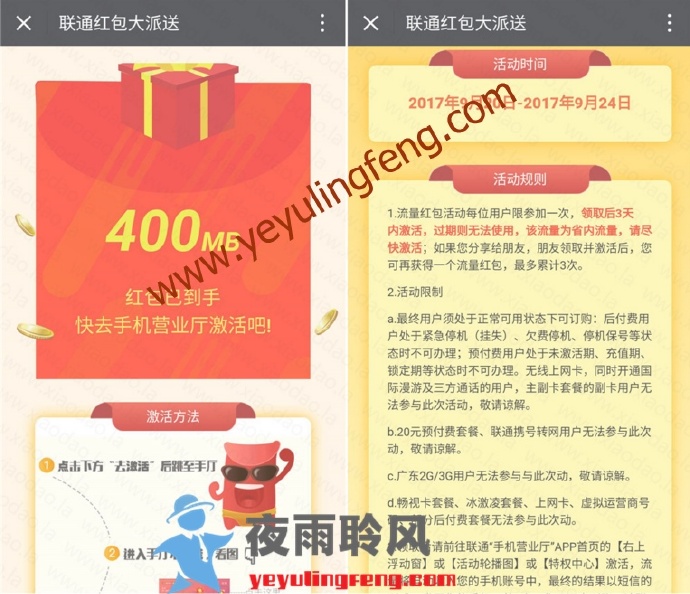 联通红包大派送
400MB
红包已到手
快去手机营业厅激活吧!
激活方法
1 点击下方“去激活”后跳至手厅
2 进入手厅
看图
联通红包大派送
活动时间
2017年9月20日-2017年9月24日
活动规则
1.流量红包活动每位用户限参加一次，领取后3天
内激活，过期则无法使用，该流量为省内流量，请尽
快激活；如果您分享给朋友，朋友领取并激活后，您
可再获得一个流量红包，最多累计3次。
2.活动限制
a.最终用户须处于正常可用状态下可订购：后付费用
户处于紧急停机（挂失）、欠费停机、停机保号等状
态时不可办理；预付费用户处于未激活期、充值期、
锁定期等状态时不可办理。无线上网卡，同时开通国
际漫游及三方通话的用户，主副卡套餐的副卡用户无
法参与此次活动，敬请谅解。
b.20元预付费套餐、联通携号转网用户无法参与此次活
动，敬请谅解。
c.广东2G/3G用户无法参与与此次活动，敬请谅解。
d.畅视卡套餐、冰激凌套餐、上网卡、虚拟运营商号
分后付费套餐无法参与此次活动。
领取 请前往联通“手机营业厅”APP首页的【右上
浮动窗】或【活动轮播图】或【特权中心】激活，流
您的手机账号中，最终的结果以短信的
www.yeyulingfeng.com
夜雨聆风
yeyulingfeng.com